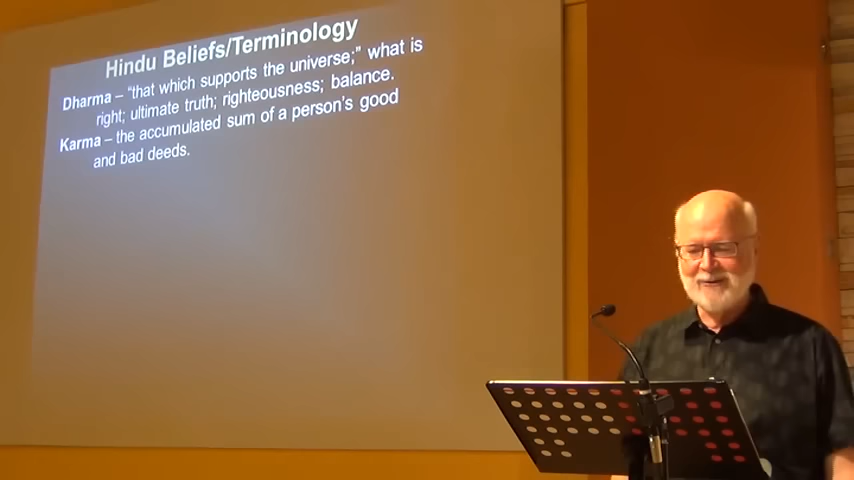 Hindu Beliefs/Terminology
Dharma – “that which supports the universe;” what is
right; ultimate truth; righteousness; balance.
Karma – the accumulated sum of a person’s good
and bad deeds.